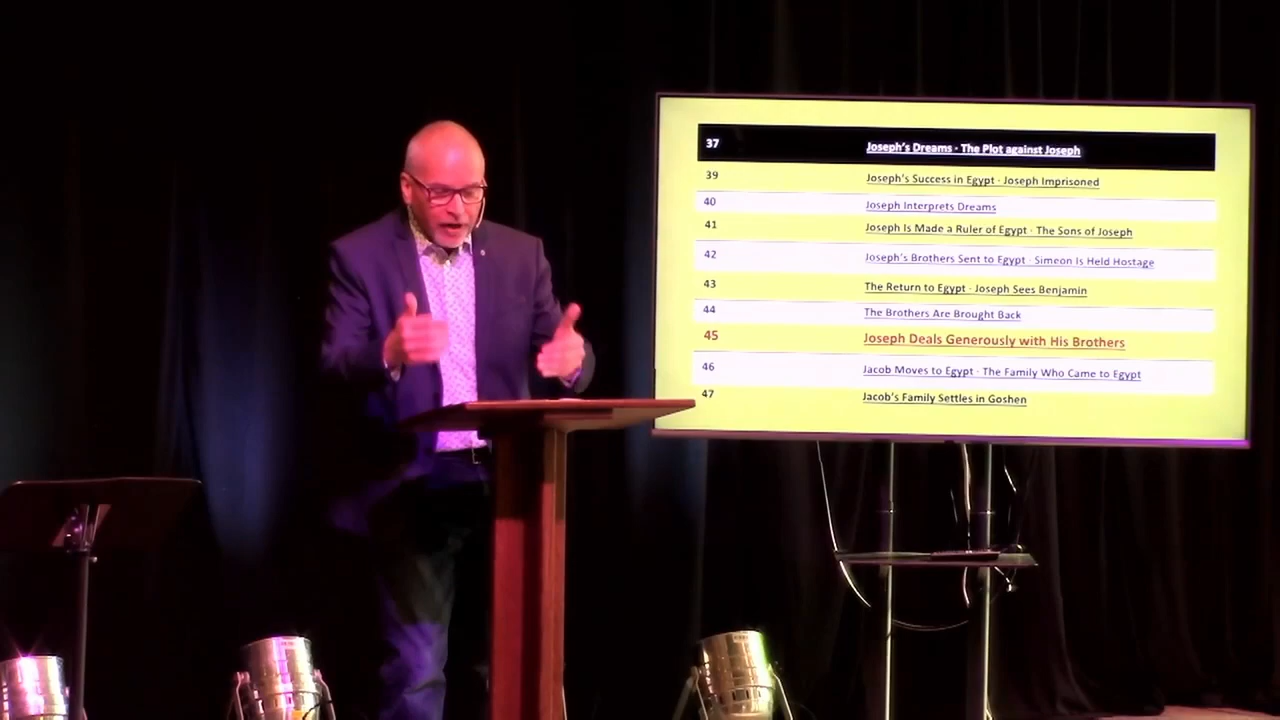 37 Joseph's Dreams · The Plot against Joseph
39 Joseph's Success in Egypt · Joseph Imprisoned
40 Joseph Interprets Dreams
41 Joseph Is Made a Ruler of Egypt · The Sons of Joseph
42 Joseph's Brothers Sent to Egypt · Simeon Is Held Hostage
43 The Return to Egypt · Joseph Sees Benjamin
44 The Brothers Are Brought Back
45 Joseph Deals Generously with His Brothers
46 Jacob Moves to Egypt · The Family Who Came to Egypt
47 Jacob's Family Settles in Goshen